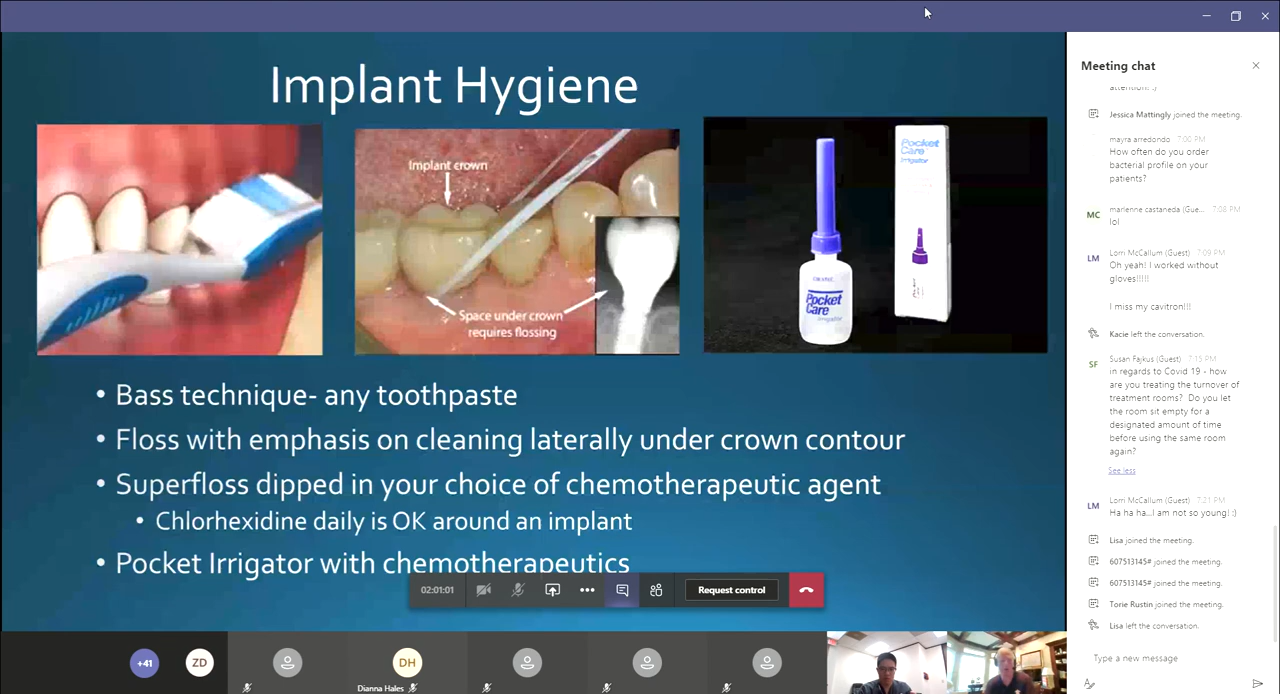 Implant Hygiene
Implant crown
Space under crown
requires flossing
Pocket
Care
Irrigator
Pocket
Care
Irrigator
• Bass technique- any toothpaste
• Floss with emphasis on cleaning laterally under crown contour
• Superfloss dipped in your choice of chemotherapeutic agent
• Chlorhexidine daily is OK around an implant
• Pocket Irrigator with chemotherapeutics
02:01:01
Request control
+41
ZD
DH
Dianna Hales
Meeting chat
attention! :)
Jessica Mattingly joined the meeting.
mayra arredondo 7:06 PM
How often do you order
bacterial profile on your
patients?
MC
marlenne castaneda (Gue... 7:08 PM
lol
LM
Lorri McCallum (Guest) 7:09 PM
Oh yeah! I worked without
gloves!!!!!
I miss my cavitron!!!
Kacie left the conversation.
SF
Susan Fajkus (Guest) 7:15 PM
in regards to Covid 19 - how
are you treating the turnover of
treatment rooms? Do you let
the room sit empty for a
designated amount of time
before using the same room
again?
See less
LM
Lorri McCallum (Guest) 7:21 PM
Ha ha ha...I am not so young! :)
Lisa joined the meeting.
607513145# joined the meeting.
607513145# joined the meeting.
Torie Rustin joined the meeting.
Lisa left the conversation.
Type a new message